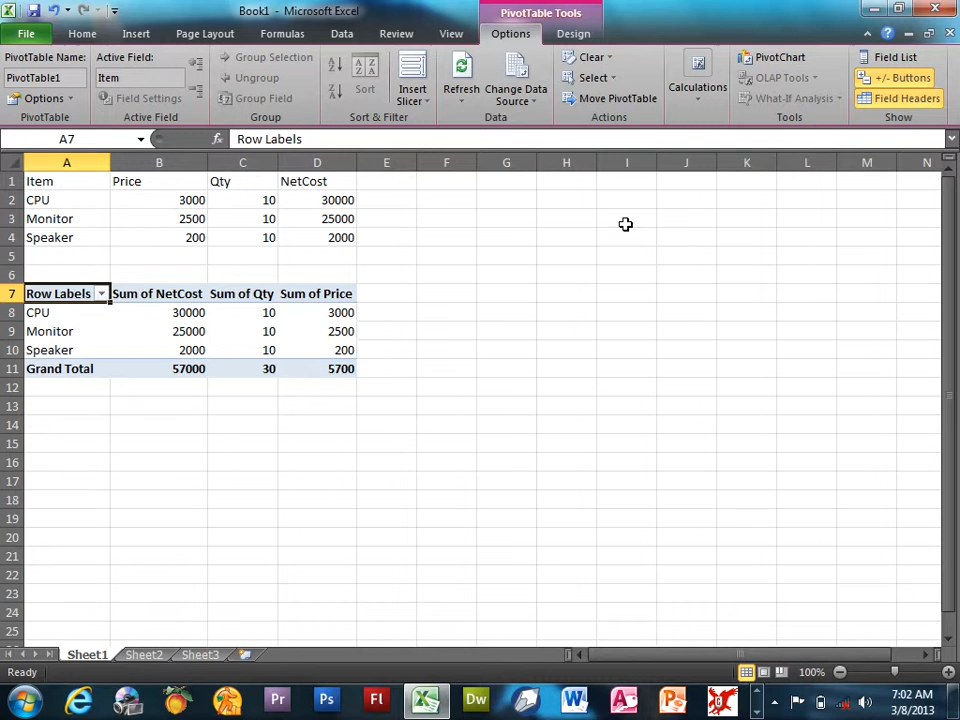 Book1 - Microsoft Excel
PivotTable Tools
File Home Insert Page Layout Formulas Data Review View Options Design
PivotTable Name:
PivotTable1
Options
PivotTable
Active Field:
Item
Field Settings
Active Field
Group Selection
Ungroup
Group Field
Group
Sort
Insert
Slicer
Sort & Filter
Refresh
Change Data
Source
Data
Clear
Select
Move PivotTable
Actions
Calculations
PivotChart
OLAP Tools
What-If Analysis
Tools
Field List
+/- Buttons
Field Headers
Show
A7 fx Row Labels
A B C D E F G H I J K L M N
1 Item Price Qty NetCost
2 CPU 3000 10 30000
3 Monitor 2500 10 25000
4 Speaker 200 10 2000
5
6
7 Row Labels Sum of NetCost Sum of Qty Sum of Price
8 CPU 30000 10 3000
9 Monitor 25000 10 2500
10 Speaker 2000 10 200
11 Grand Total 57000 30 5700
12
13
14
15
16
17
18
19
20
21
22
23
24
25
Sheet1 Sheet2 Sheet3
Ready 100%
Pr Ps Fl Dw W A P
7:02 AM
3/8/2013